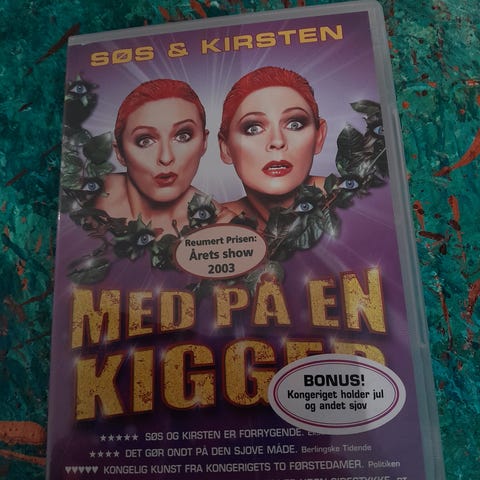 SØS & KIRSTEN
Reumert Prisen:
Årets show
2003
MED PÅ EN
KIGGER
BONUS!
Kongeriget holder jul
og andet sjov
★★★★★ SØS OG KIRSTEN ER FORRYGENDE.
★★★★ DET GØR ONDT PÅ DEN SJOVE MÅDE. Berlingske Tidende
♥♥♥♥♥ KONGELIG KUNST FRA KONGERIGETS TO FØRSTEDAMER. Politiken